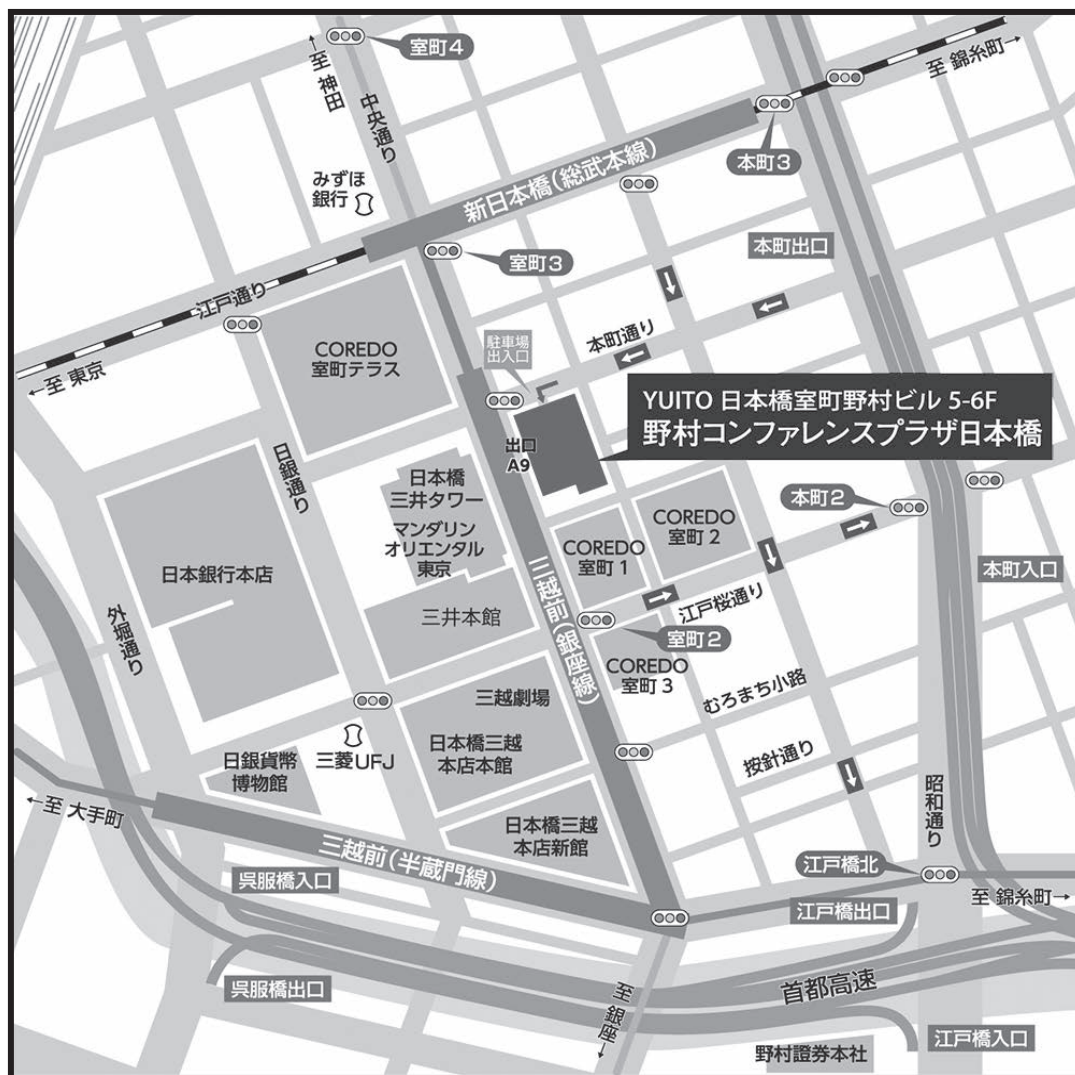 室町4
←至 神田
中央通り
至 錦糸町→
本町3
みずほ
銀行
新日本橋(総武本線)
室町3
本町出口
江戸通り
←至 東京
COREDO
室町テラス
駐車場
出入口
本町通り
YUITO 日本橋室町野村ビル 5-6F
野村コンファレンスプラザ日本橋
出口
A9
日銀通り
日本橋
三井タワー
マンダリン
オリエンタル
東京
COREDO
室町 2
本町2
COREDO
室町 1
日本銀行本店
三井本館
三越前(銀座線)
江戸桜通り
本町入口
外堀通り
室町2
COREDO
室町 3
むろまち小路
三越劇場
日本橋三越
本店本館
日銀貨幣
博物館
三菱UFJ
按針通り
昭和通り
←至 大手町
日本橋三越
本店新館
三越前(半蔵門線)
江戸橋北
呉服橋入口
至 錦糸町→
江戸橋出口
呉服橋出口
首都高速
至 銀座→
江戸橋入口
野村證券本社